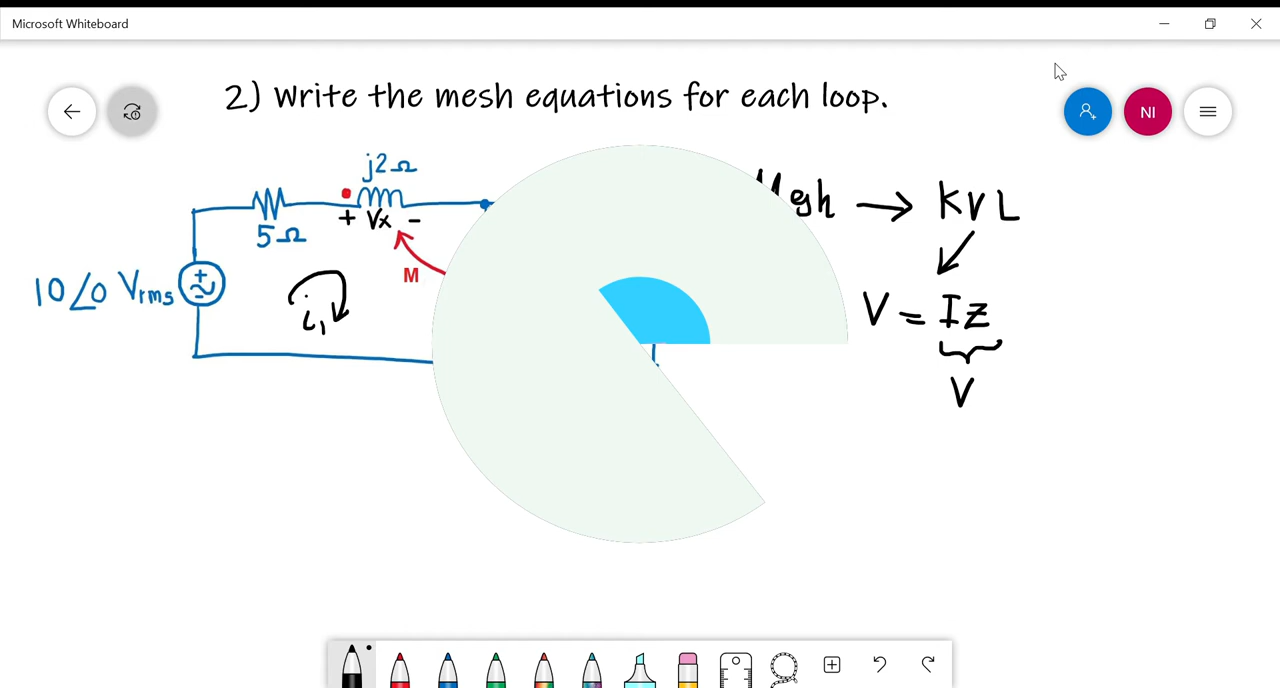 Microsoft Whiteboard
NI
2) Write the mesh equations for each loop.
j2Ω
+ Vx -
5Ω
M
10∠0 Vrms
+
-
i₁
→ KVL
V = IZ
V